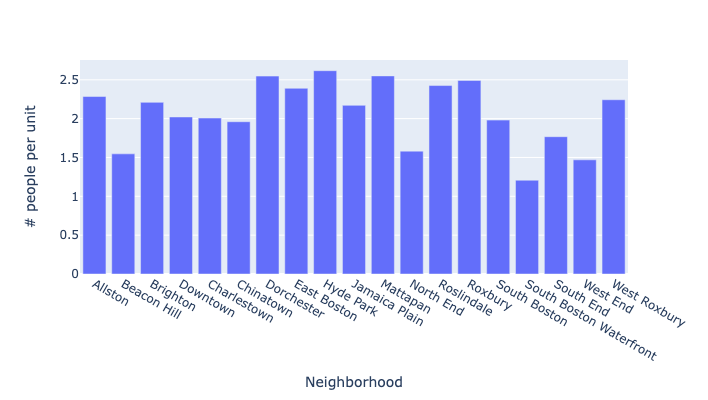 # people per unit
2.5
2
1.5
1
0.5
0
Allston
Beacon Hill
Brighton
Downtown
Charlestown
Chinatown
Dorchester
East Boston
Hyde Park
Jamaica Plain
Mattapan
North End
Roslindale
Roxbury
South Boston
South Boston Waterfront
South End
West End
West Roxbury
Neighborhood